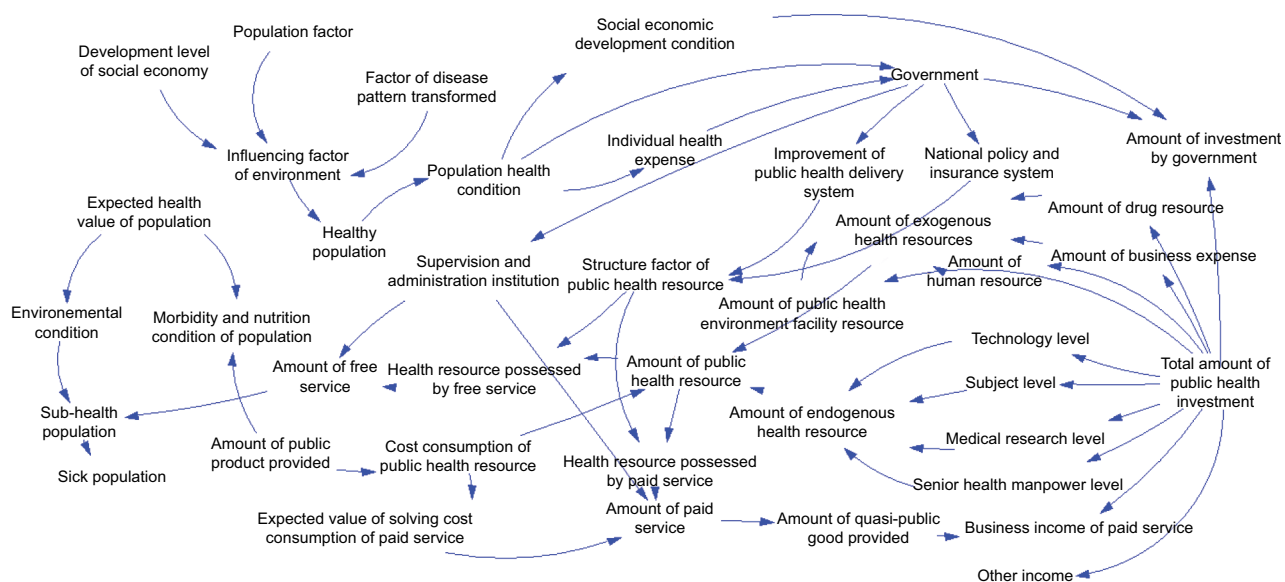 Population factor
Social economic
development condition
Development level
of social economy
Factor of disease
pattern transformed
Government
Individual health
expense
Amount of investment
by government
Influencing factor
of environment
Population health
condition
Improvement of
public health delivery
system
National policy and
insurance system
Expected health
value of population
Healthy
population
Amount of exogenous
health resources
Amount of drug resource
Supervision and
administration institution
Structure factor of
public health resource
Amount of
human resource
Amount of business expense
Environemental
condition
Morbidity and nutrition
condition of population
Amount of public health
environment facility resource
Technology level
Amount of free
service
Health resource possessed
by free service
Amount of public
health resource
Total amount of
public health
investment
Subject level
Sub-health
population
Amount of endogenous
health resource
Amount of public
product provided
Cost consumption of
public health resource
Medical research level
Sick population
Health resource possessed
by paid service
Senior health manpower level
Expected value of solving cost
consumption of paid service
Amount of paid
service
Amount of quasi-public
good provided
Business income of paid service
Other income